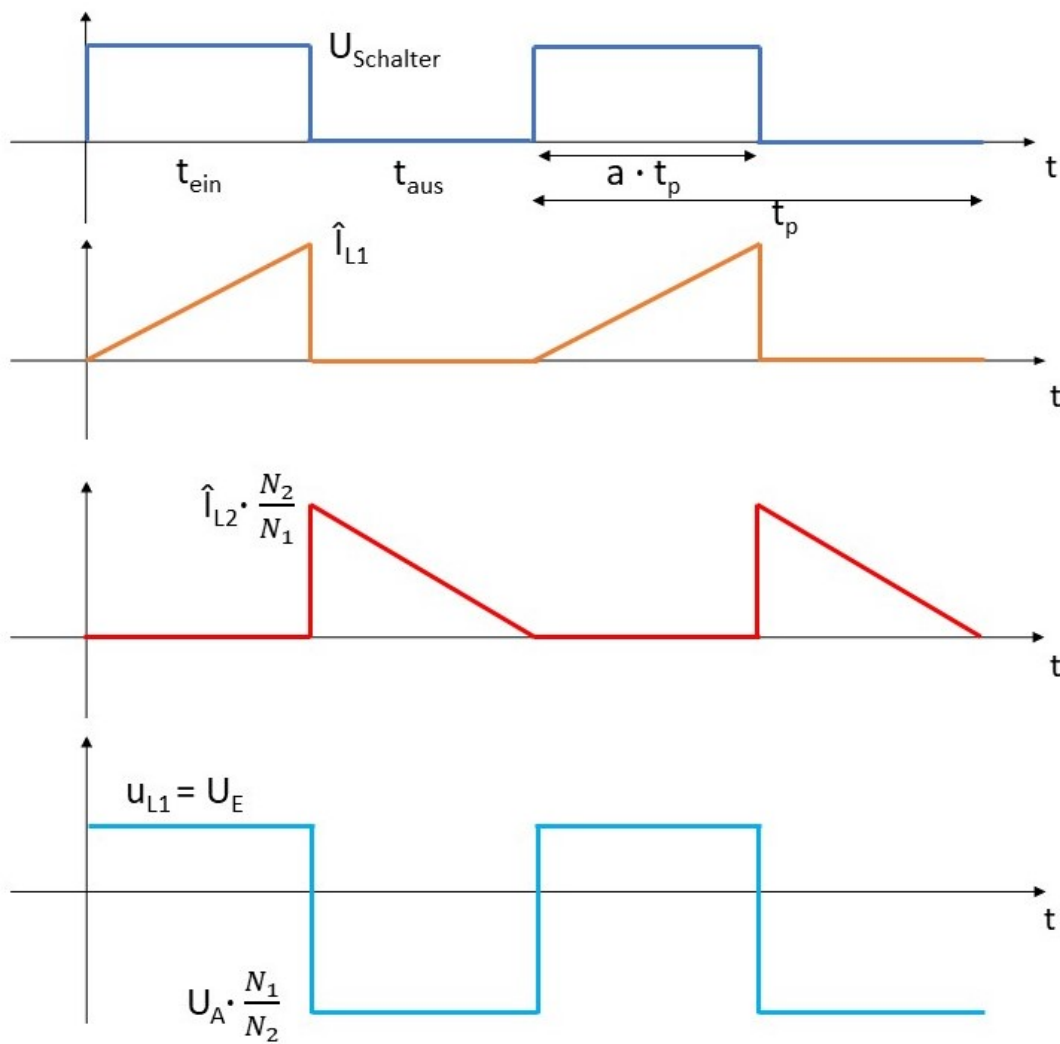 U_Schalter
t_ein
t_aus
a · t_p
t
t_p
Î_L1
t
Î_L2 · N_2/N_1
t
u_L1 = U_E
t
U_A · N_1/N_2